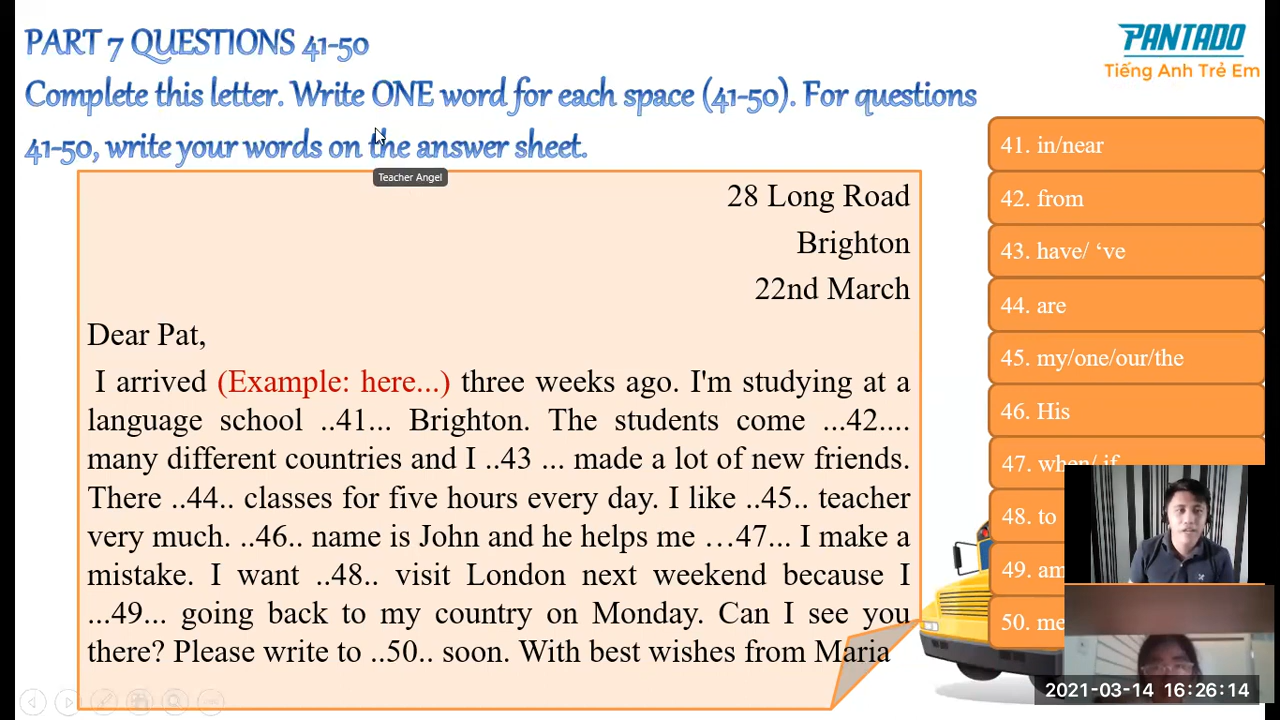 PART 7 QUESTIONS 41-50
Complete this letter. Write ONE word for each space (41-50). For questions
41-50, write your words on the answer sheet.
PANTADO
Tiếng Anh Trẻ Em
Teacher Angel
28 Long Road
Brighton
22nd March
Dear Pat,
I arrived (Example: here...) three weeks ago. I'm studying at a
language school ..41... Brighton. The students come ...42....
many different countries and I ..43 ... made a lot of new friends.
There ..44.. classes for five hours every day. I like ..45.. teacher
very much. ..46.. name is John and he helps me …47... I make a
mistake. I want ..48.. visit London next weekend because I
...49... going back to my country on Monday. Can I see you
there? Please write to ..50.. soon. With best wishes from Maria
41. in/near
42. from
43. have/ ‘ve
44. are
45. my/one/our/the
46. His
47. when/ if
48. to
49. am
50. me
2021-03-14 16:26:14